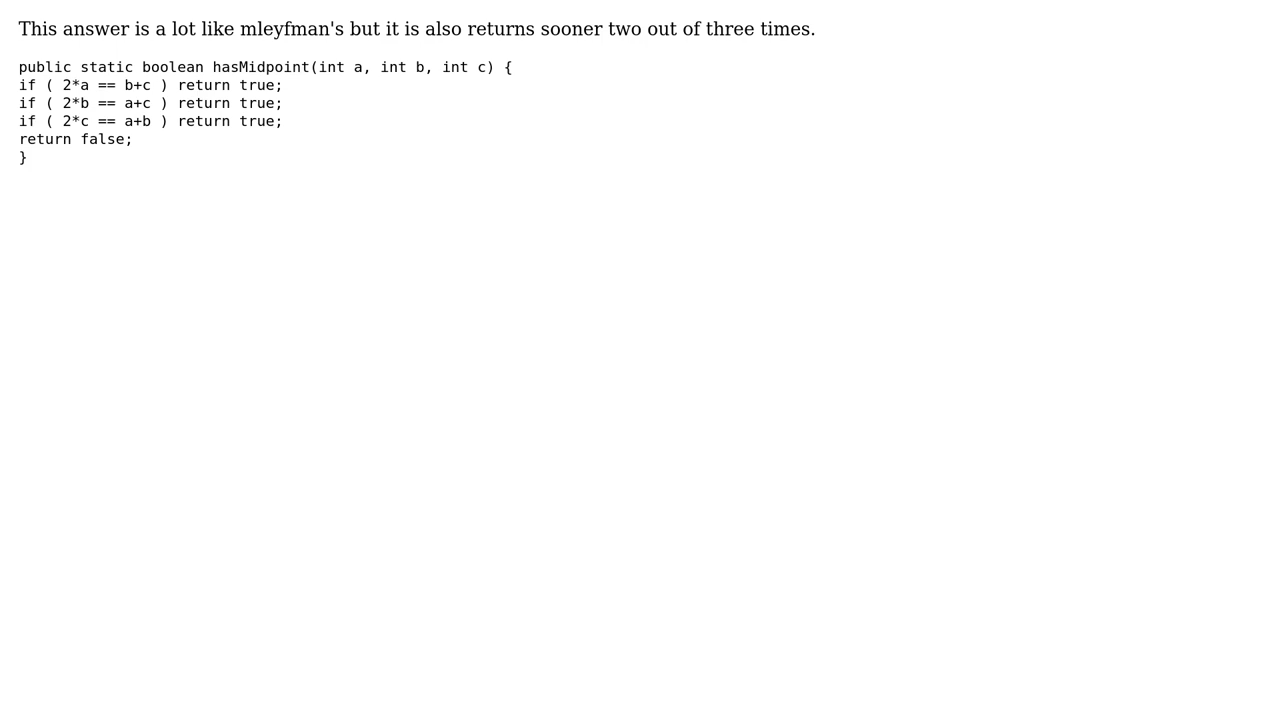 This answer is a lot like mleyfman's but it is also returns sooner two out of three times.
public static boolean hasMidpoint(int a, int b, int c) {
if ( 2*a == b+c ) return true;
if ( 2*b == a+c ) return true;
if ( 2*c == a+b ) return true;
return false;
}